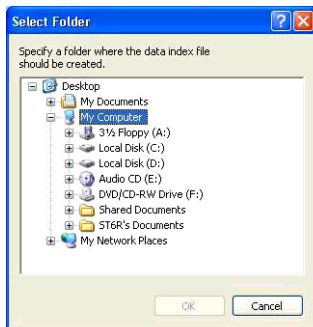 Select Folder
Specify a folder where the data index file
should be created.
Desktop
My Documents
My Computer
3½ Floppy (A:)
Local Disk (C:)
Local Disk (D:)
Audio CD (E:)
DVD/CD-RW Drive (F:)
Shared Documents
ST6R's Documents
My Network Places
OK
Cancel